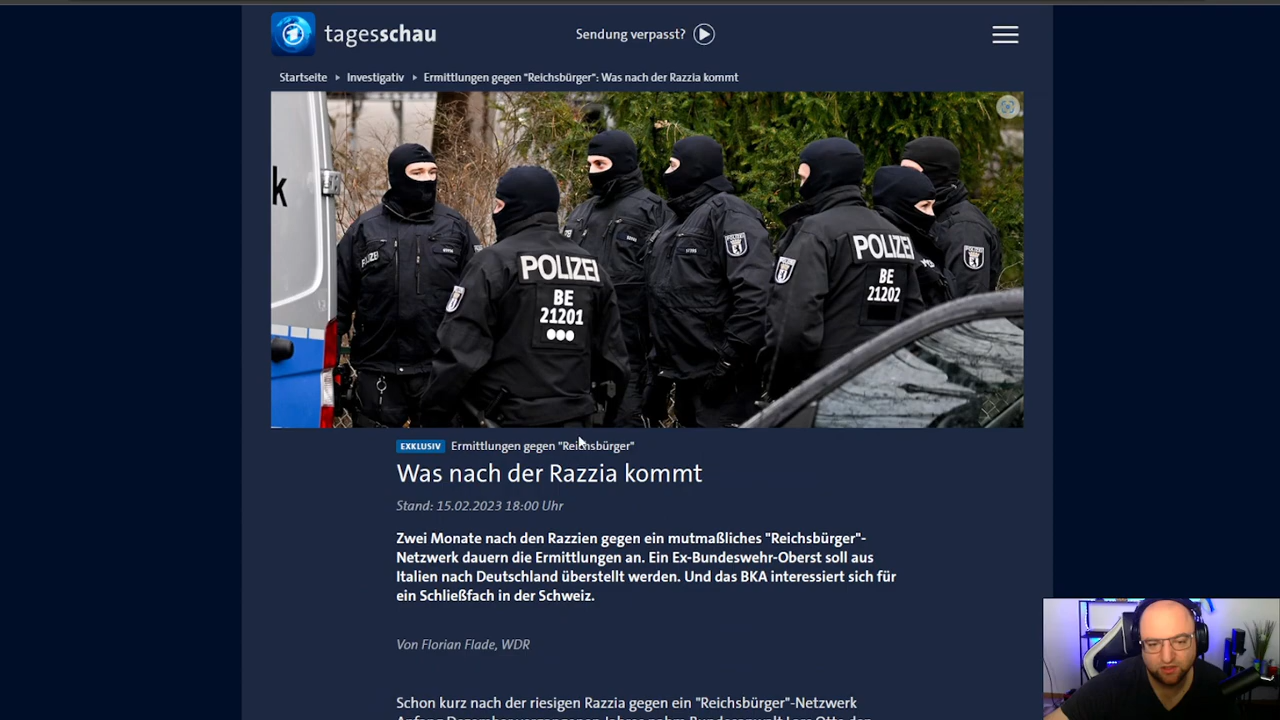 tagesschau
Sendung verpasst?
Startseite Investigativ Ermittlungen gegen "Reichsbürger": Was nach der Razzia kommt
k
POLIZEI
POLIZEI
BE
21201
POLIZEI
POLIZEI
BE
21202
POLIZEI
EXKLUSIV Ermittlungen gegen "Reichsbürger"
Was nach der Razzia kommt
Stand: 15.02.2023 18:00 Uhr
Zwei Monate nach den Razzien gegen ein mutmaßliches "Reichsbürger"-
Netzwerk dauern die Ermittlungen an. Ein Ex-Bundeswehr-Oberst soll aus
Italien nach Deutschland überstellt werden. Und das BKA interessiert sich für
ein Schließfach in der Schweiz.
Von Florian Flade, WDR
Schon kurz nach der riesigen Razzia gegen ein "Reichsbürger"-Netzwerk